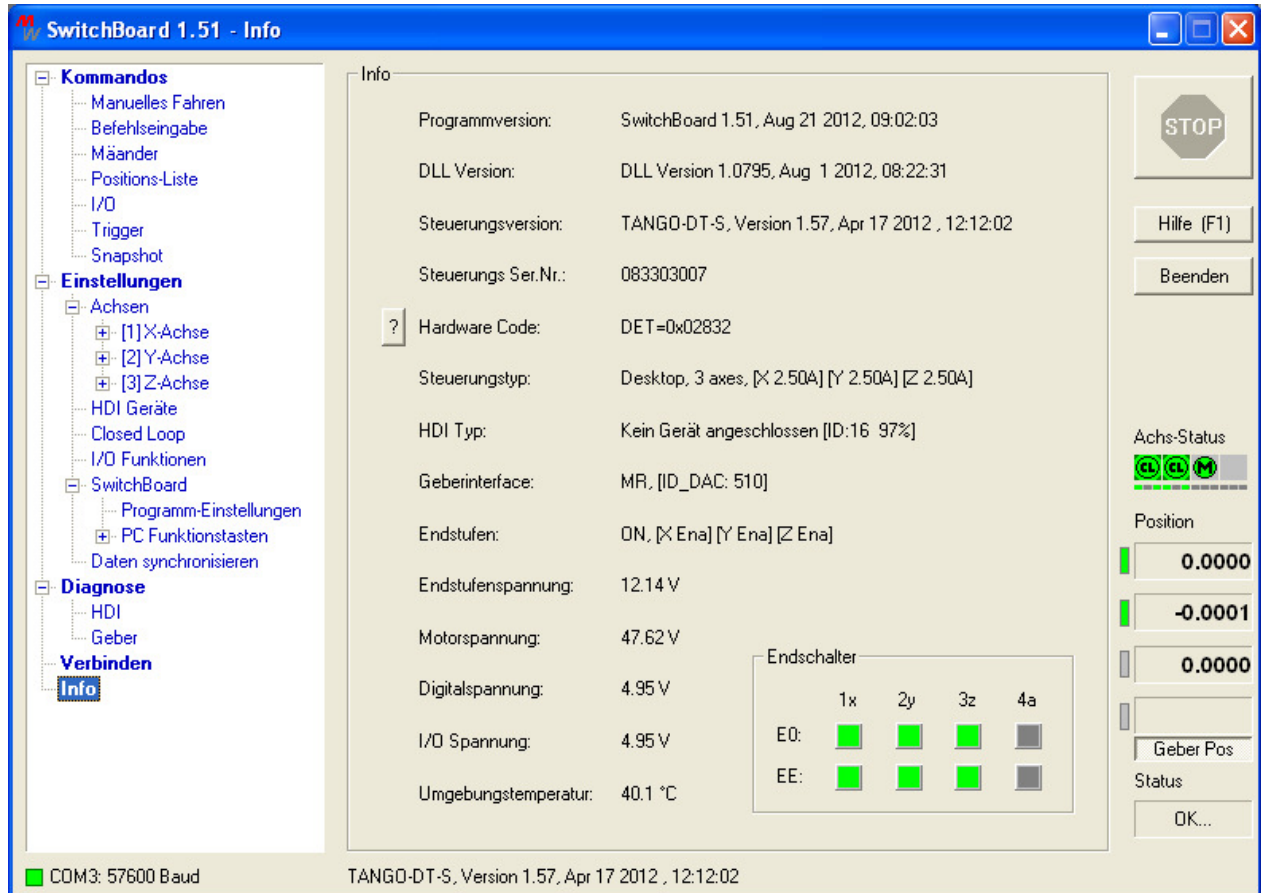 SwitchBoard 1.51 - Info
Kommandos
Manuelles Fahren
Befehlseingabe
Mäander
Positions-Liste
I/O
Trigger
Snapshot
Einstellungen
Achsen
[1] X-Achse
[2] Y-Achse
[3] Z-Achse
HDI Geräte
Closed Loop
I/O Funktionen
SwitchBoard
Programm-Einstellungen
PC Funktionstasten
Daten synchronisieren
Diagnose
HDI
Geber
Verbinden
Info
Info
Programmversion: SwitchBoard 1.51, Aug 21 2012, 09:02:03
DLL Version: DLL Version 1.0795, Aug 1 2012, 08:22:31
Steuerungsversion: TANGO-DT-S, Version 1.57, Apr 17 2012 , 12:12:02
Steuerungs Ser.Nr.: 083303007
? Hardware Code: DET=0x02832
Steuerungstyp: Desktop, 3 axes, [X 2.50A] [Y 2.50A] [Z 2.50A]
HDI Typ: Kein Gerät angeschlossen [ID:16 97%]
Geberinterface: MR, [ID_DAC: 510]
Endstufen: ON, [X Ena] [Y Ena] [Z Ena]
Endstufenspannung: 12.14 V
Motorspannung: 47.62 V
Digitalspannung: 4.95 V
I/O Spannung: 4.95 V
Umgebungstemperatur: 40.1 °C
Endschalter
1x 2y 3z 4a
E0:
EE:
STOP
Hilfe (F1)
Beenden
Achs-Status
CL CL M
Position
0.0000
-0.0001
0.0000
Geber Pos
Status
OK...
COM3: 57600 Baud
TANGO-DT-S, Version 1.57, Apr 17 2012 , 12:12:02